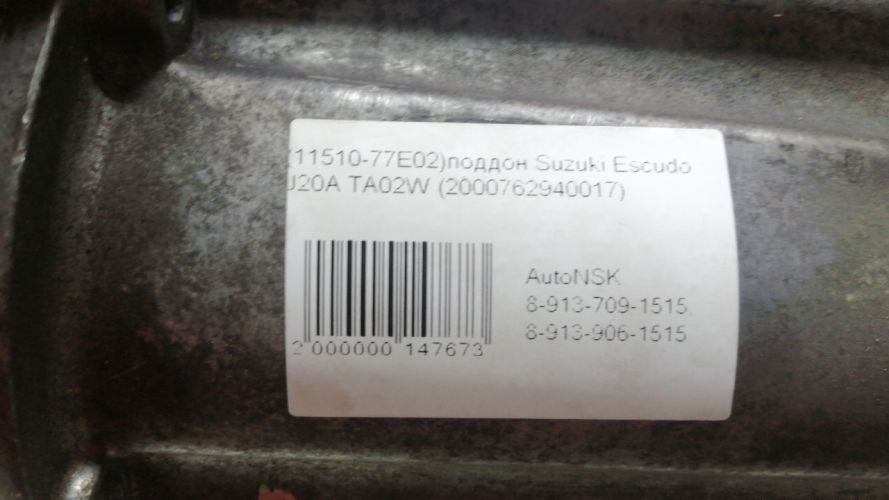 (11510-77E02)поддон Suzuki Escudo
J20A TA02W (2000762940017)
AutoNSK
8-913-709-1515,
8-913-906-1515
2 000000 147673